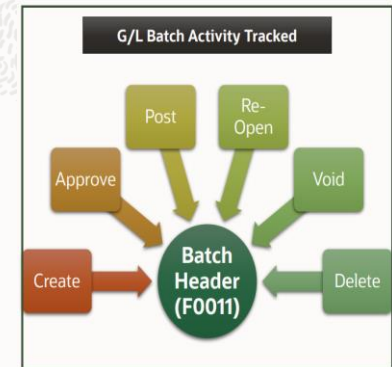 G/L Batch Activity Tracked
Post
Re-
Open
Approve
Void
Create
Batch
Header
(F0011)
Delete